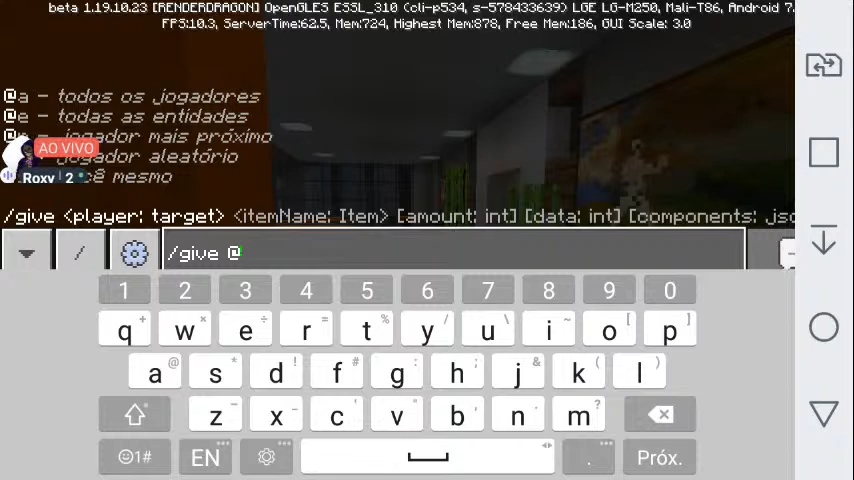 beta 1.19.10.23 [RENDERDRAGON] OpenGLES ESSL_310 (cli-p534, s-578433639) LGE LG-M250, Mali-T86, Android 7.
FPS:10.3, ServerTime:62.5, Mem:724, Highest Mem:878, Free Mem:186, GUI Scale: 3.0
@a - todos os jogadores
@e - todas as entidades
- jogador mais próximo
AO VIVO
jogador aleatório
cê mesmo
Roxy | 2
/give <player: target> <itemName: Item> [amount: int] [data: int] [components: jso
/
/give @
1 2 3 4 5 6 7 8 9 0
q + w × e ÷ r = t % y / u \ i ~ o [ p ]
a @ s * d ! f # g : h ; j & k ( l )
z - x _ c ' v " b , n . m ?
☺1# EN . Próx.